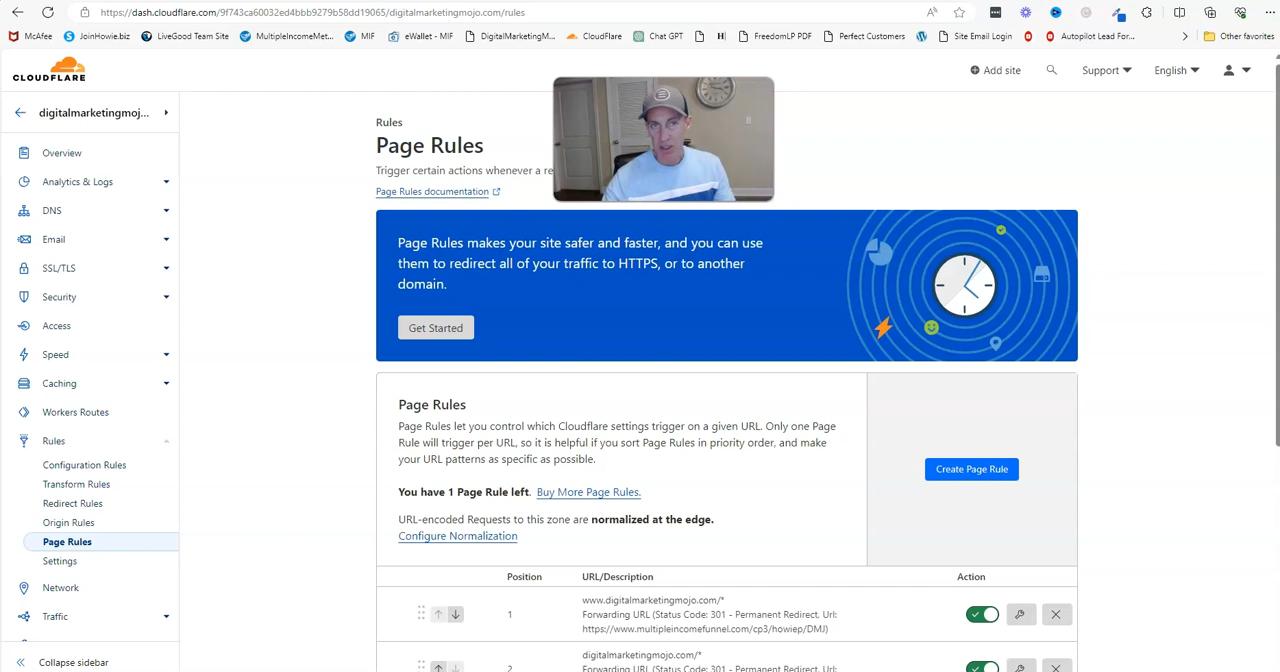 https://dash.cloudflare.com/9f743ca60032ed4bbb9279b58dd19065/digitalmarketingmojo.com/rules
McAfee JoinHowie.biz LiveGood Team Site MultipleIncomeMet... MIF eWallet - MIF DigitalMarketingM... CloudFlare Chat GPT H FreedomLP PDF Perfect Customers Site Email Login Autopilot Lead For... Other favorites
CLOUDFLARE
Add site Support English
digitalmarketingmoj...
Overview
Analytics & Logs
DNS
Email
SSL/TLS
Security
Access
Speed
Caching
Workers Routes
Rules
Configuration Rules
Transform Rules
Redirect Rules
Origin Rules
Page Rules
Settings
Network
Traffic
Collapse sidebar
Rules
Page Rules
Trigger certain actions whenever a re
Page Rules documentation
Page Rules makes your site safer and faster, and you can use
them to redirect all of your traffic to HTTPS, or to another
domain.
Get Started
Page Rules
Page Rules let you control which Cloudflare settings trigger on a given URL. Only one Page
Rule will trigger per URL, so it is helpful if you sort Page Rules in priority order, and make
your URL patterns as specific as possible.
You have 1 Page Rule left. Buy More Page Rules.
URL-encoded Requests to this zone are normalized at the edge.
Configure Normalization
Create Page Rule
Position URL/Description Action
1
www.digitalmarketingmojo.com/*
Forwarding URL (Status Code: 301 - Permanent Redirect, Url:
https://www.multipleincomefunnel.com/cp3/howiep/DMJ)
2
digitalmarketingmojo.com/*
Forwarding URL (Status Code: 301 - Permanent Redirect, Url: